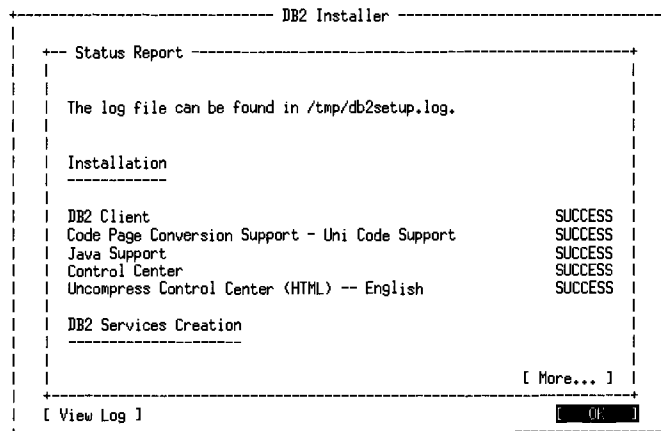 DB2 Installer
Status Report
The log file can be found in /tmp/db2setup.log.
Installation
------------
DB2 Client SUCCESS
Code Page Conversion Support - Uni Code Support SUCCESS
Java Support SUCCESS
Control Center SUCCESS
Uncompress Control Center (HTML) -- English SUCCESS
DB2 Services Creation
---------------------
[ More... ]
[ View Log ] [ OK ]